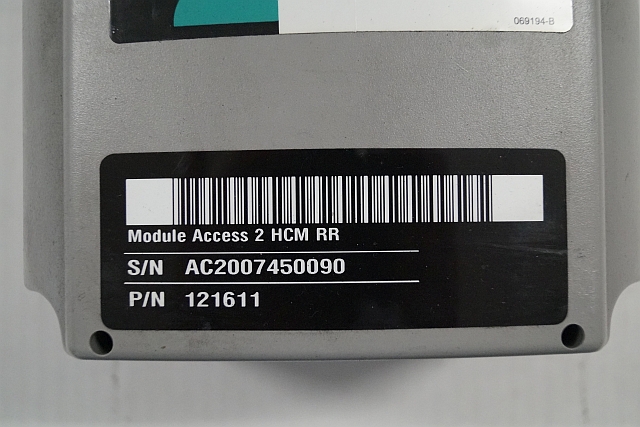 069194-B
Module Access 2 HCM RR
S/N AC2007450090
P/N 121611